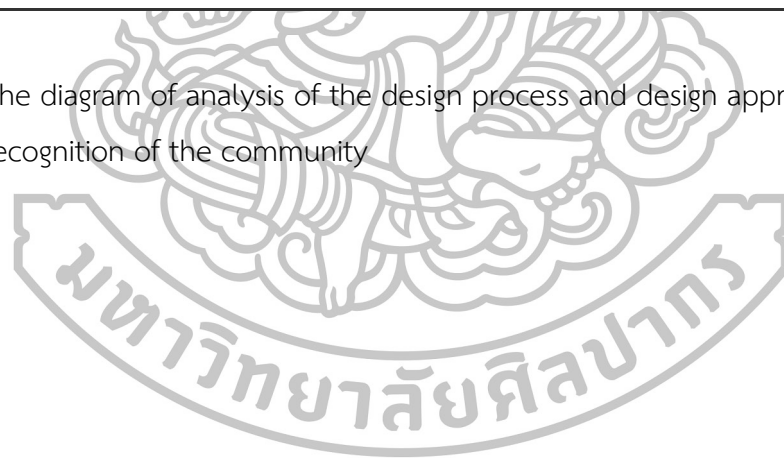 he diagram of analysis of the design process and design appr
ecognition of the community
มหาวิทยาลัยศิลปากร